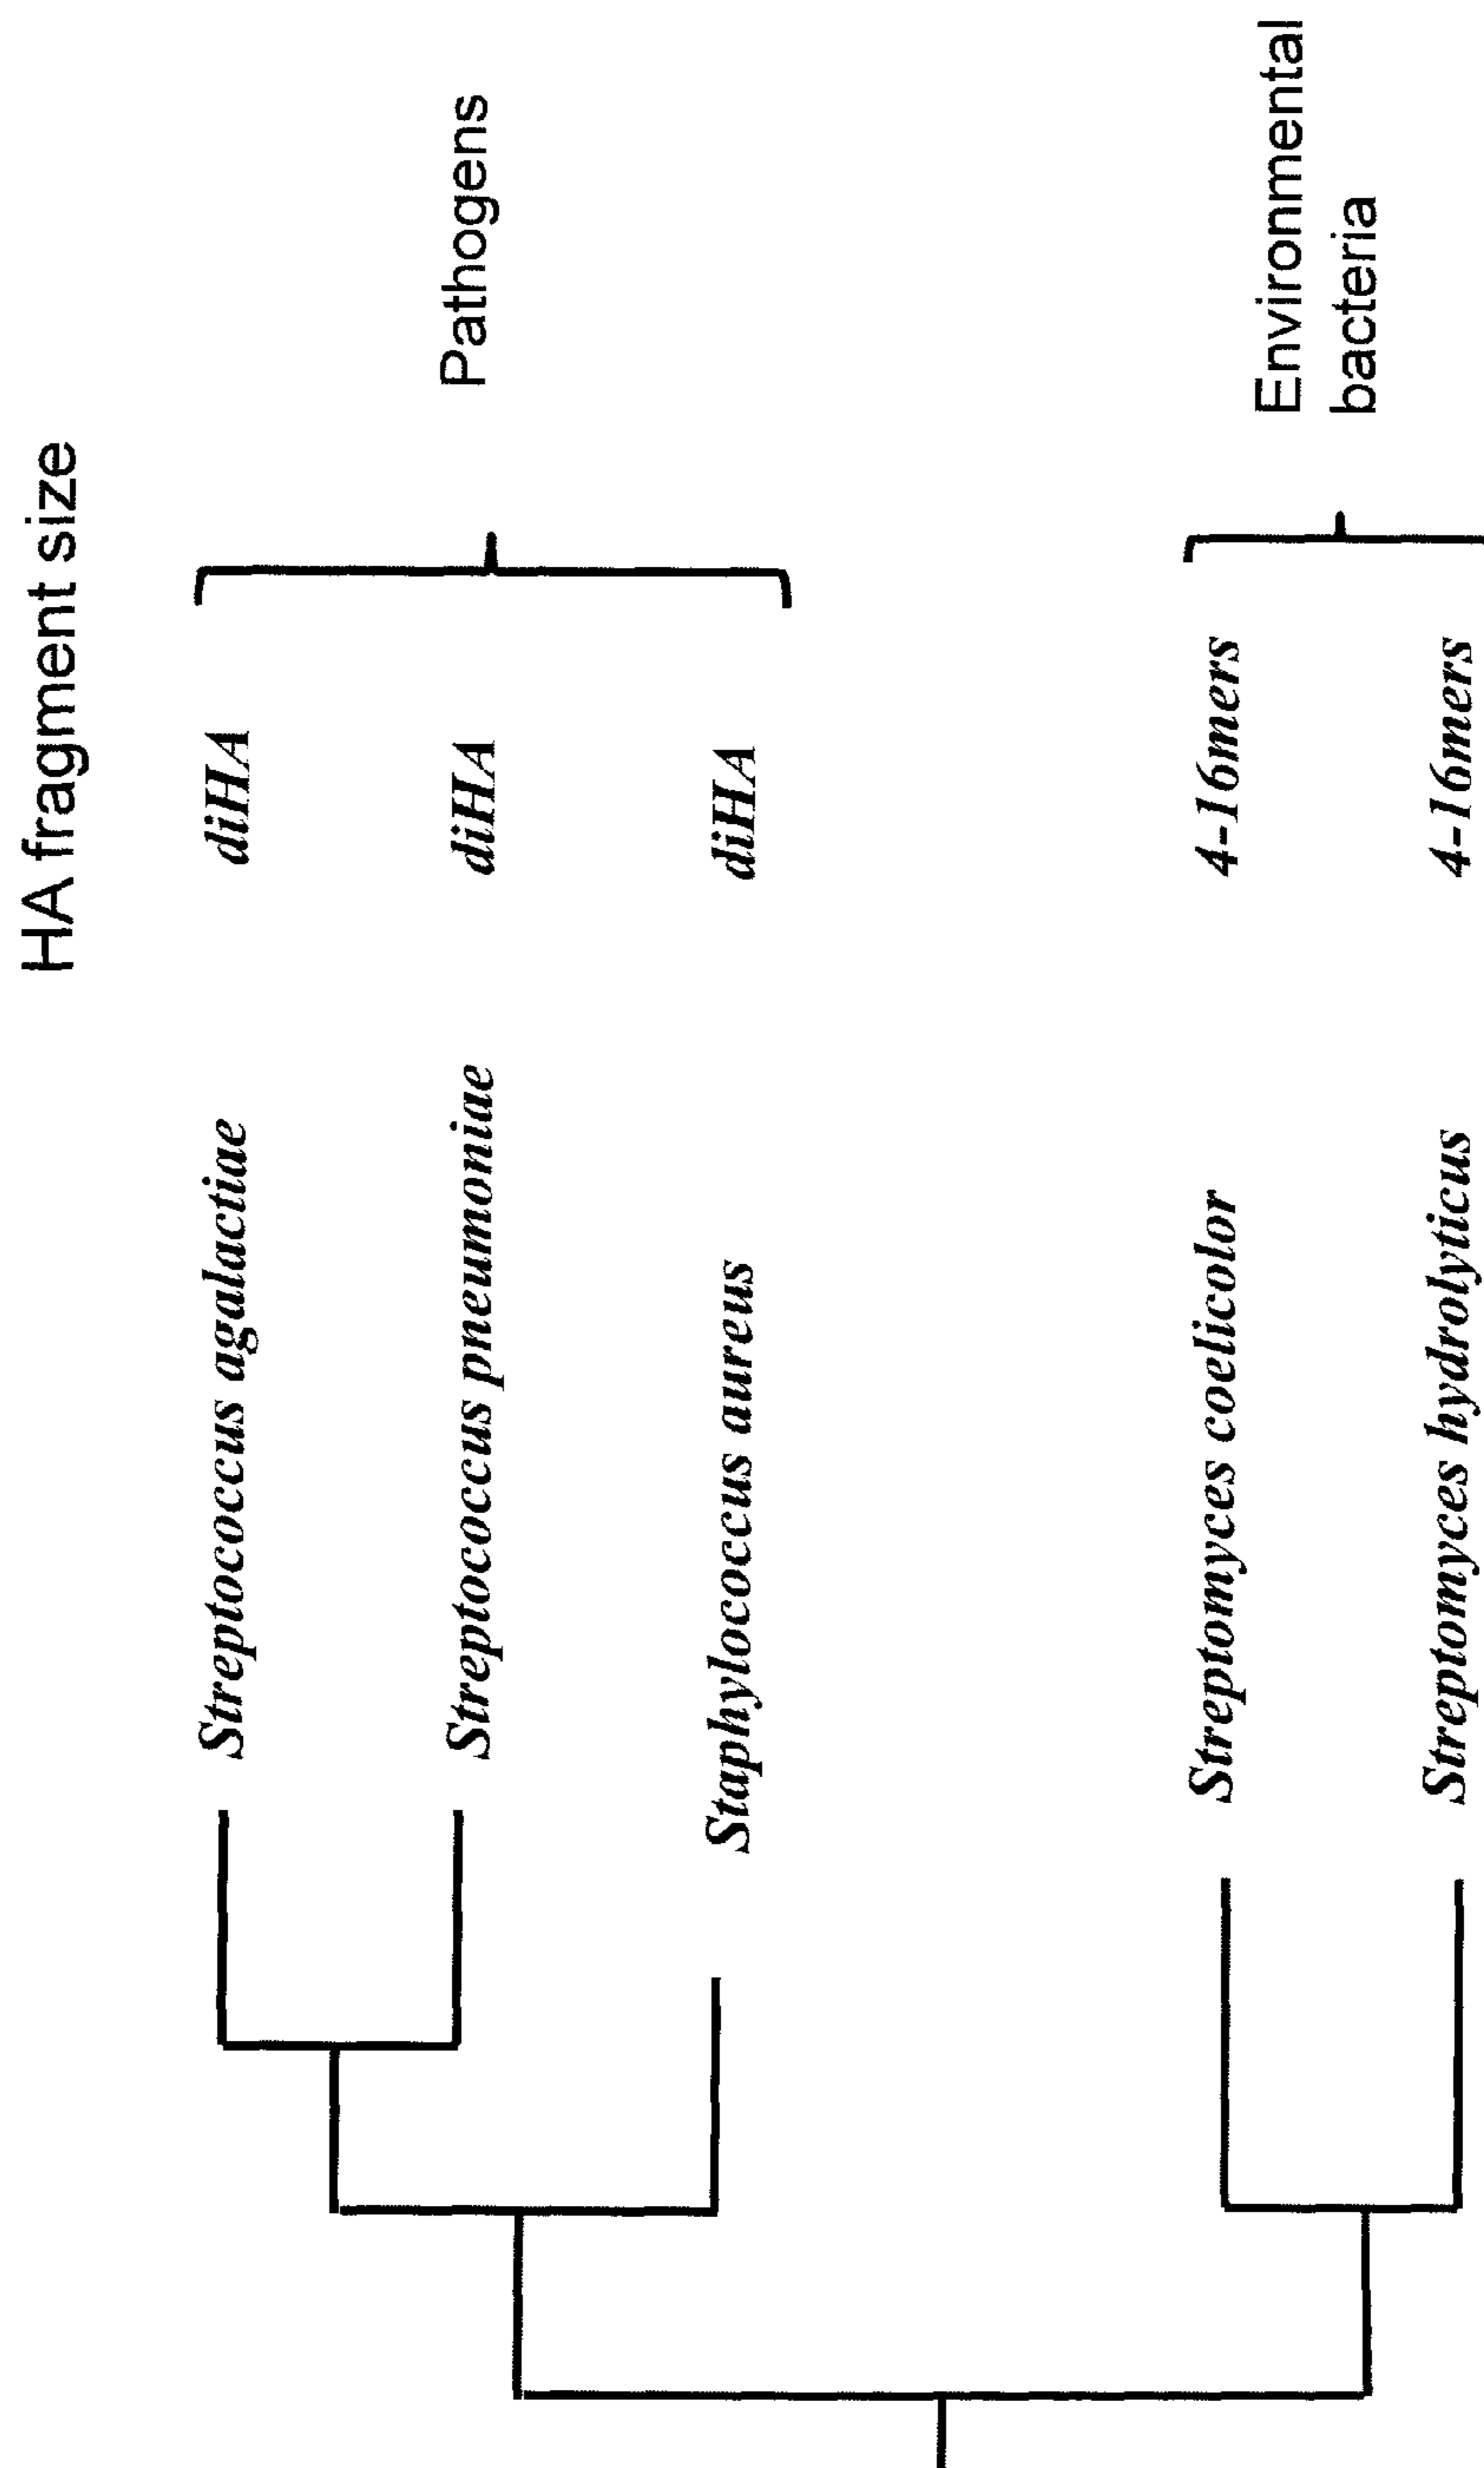 HA fragment size
Streptococcus agalactiae diHA
Streptococcus pneumoniae diHA
Pathogens
Staphylococcus aureus diHA
Streptomyces coelicolor 4-16mers
Environmental
bacteria
Streptomyces hydrolyticus 4-16mers